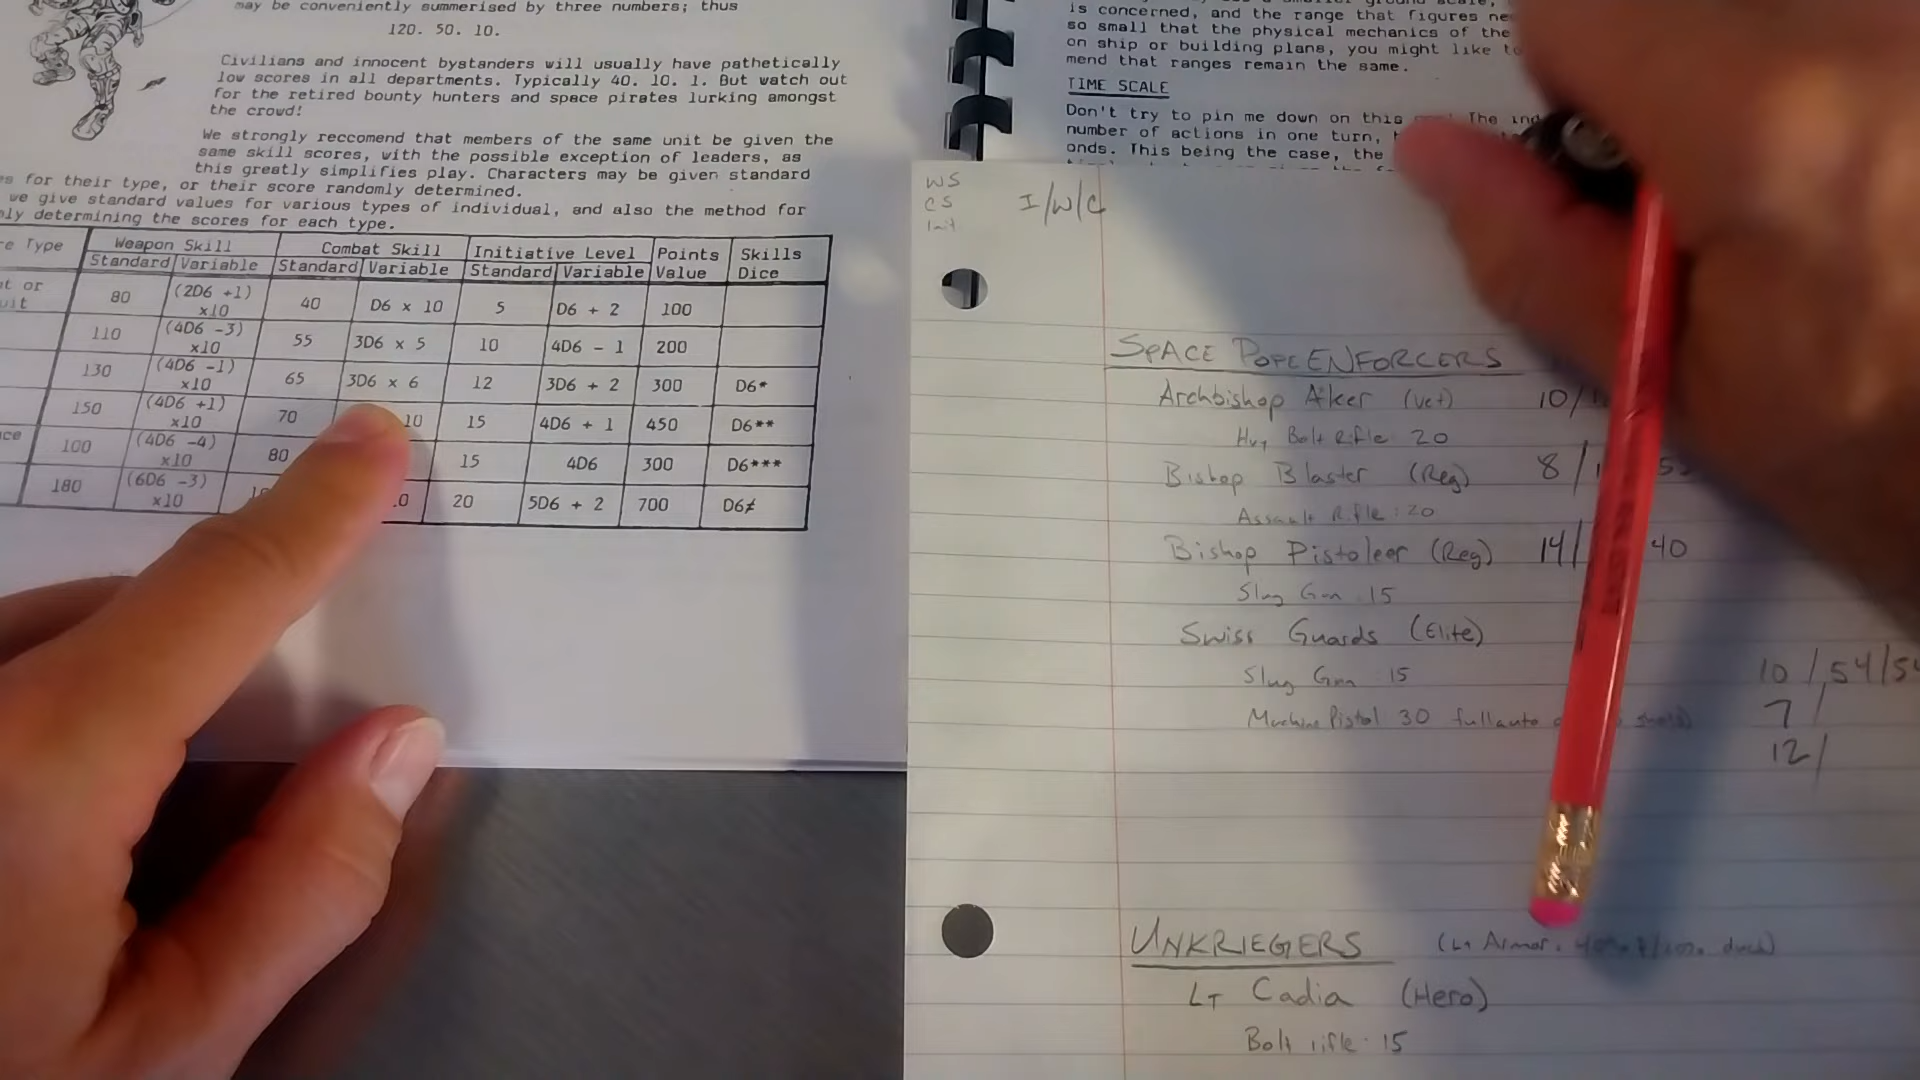 may be conveniently summerised by three numbers; thus
120. 50. 10.
Civilians and innocent bystanders will usually have pathetically
low scores in all departments. Typically 40. 10. 1. But watch out
for the retired bounty hunters and space pirates lurking amongst
the crowd!
We strongly reccomend that members of the same unit be given the
same skill scores, with the possible exception of leaders, as
this greatly simplifies play. Characters may be given standard
for their type, or their score randomly determined.
we give standard values for various types of individual, and also the method for
determining the scores for each type.
Type Weapon Skill Combat Skill Initiative Level Points Skills
Standard Variable Standard Variable Standard Variable Value Dice
or 80 (2D6 +1) x10 40 D6 x 10 5 D6 + 2 100
110 (4D6 -3) x10 55 3D6 x 5 10 4D6 - 1 200
130 (4D6 -1) x10 65 3D6 x 6 12 3D6 + 2 300 D6*
150 (4D6 +1) x10 70 10 15 4D6 + 1 450 D6**
100 (4D6 -4) x10 80 15 4D6 300 D6***
180 (6D6 -3) x10 20 5D6 + 2 700 D6≠
is concerned, and the range that figures
so small that the physical mechanics of the
on ship or building plans, you might like
mend that ranges remain the same.
TIME SCALE
Don't try to pin me down on this The
number of actions in one turn,
onds. This being the case, the
WS
CS
Init
I/W/C
SPACE POPE ENFORCERS
Archbishop Aker (Vet) 10/
Hvy Bolt Rifle 20
Bishop Blaster (Reg) 8/
Assault Rifle: 20
Bishop Pistoleer (Reg) 14/ 40
Slug Gun 15
Swiss Guards (Elite)
Slug Gun 15 10/54/
Machine Pistol 30 fullauto 7/
12/
UNKRIEGERS (Lt Armor
LT Cadia (Hero)
Bolt rifle 15